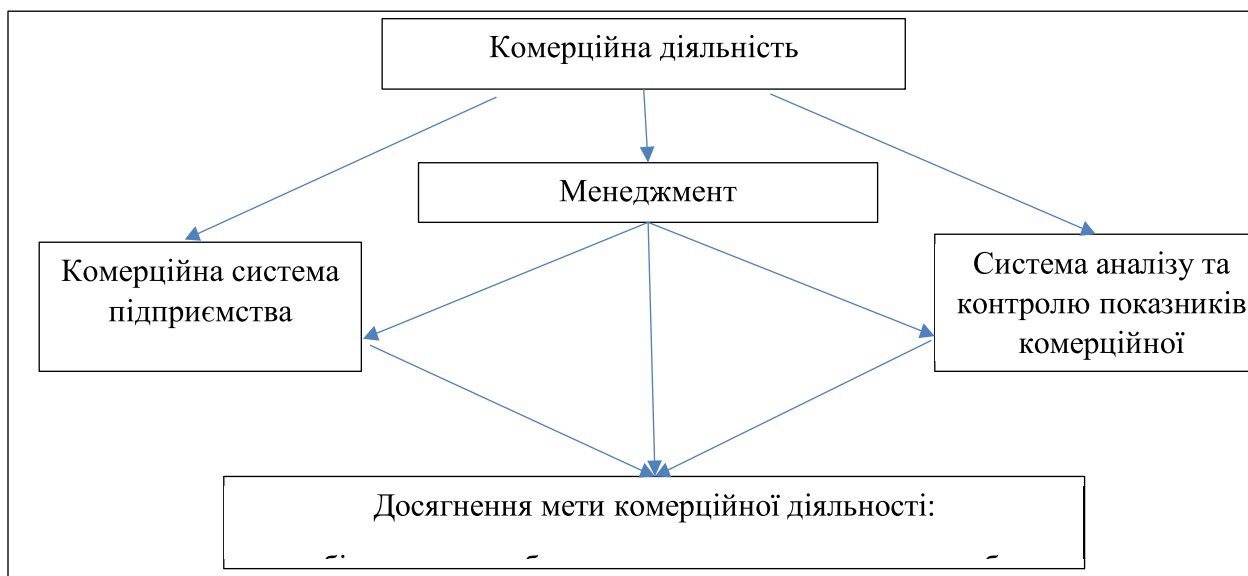 Комерційна діяльність
Менеджмент
Комерційна система
підприємства
Система аналізу та
контролю показників
комерційної
Досягнення мети комерційної діяльності: